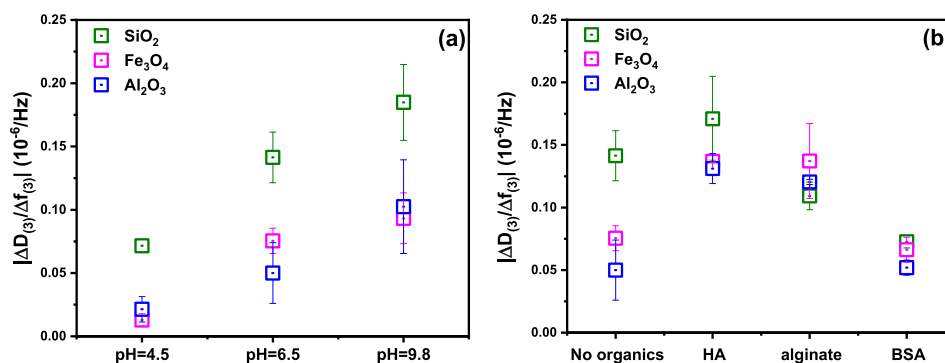 (a)
SiO₂
Fe₃O₄
Al₂O₃
|ΔD₍₃₎/Δf₍₃₎| (10⁻⁶/Hz)
0.25
0.20
0.15
0.10
0.05
0.00
pH=4.5 pH=6.5 pH=9.8
(b)
SiO₂
Fe₃O₄
Al₂O₃
|ΔD₍₃₎/Δf₍₃₎| (10⁻⁶/Hz)
0.25
0.20
0.15
0.10
0.05
0.00
No organics HA alginate BSA